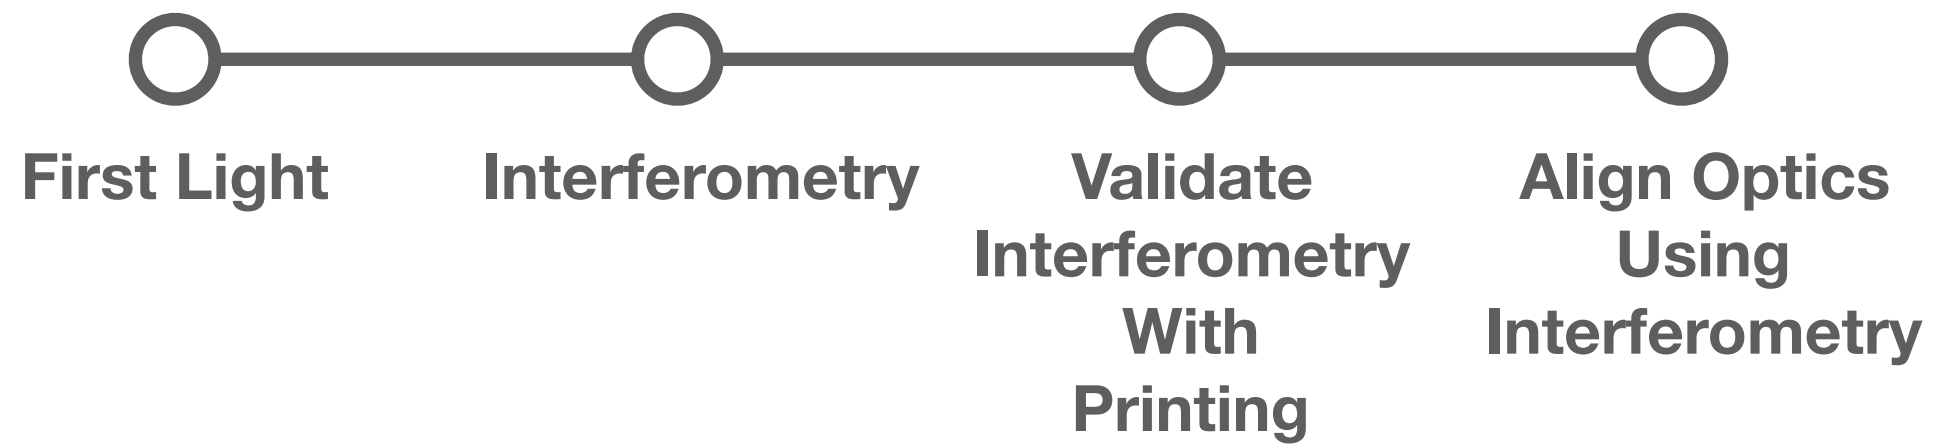 First Light
Interferometry
Validate
Interferometry
With
Printing
Align Optics
Using
Interferometry